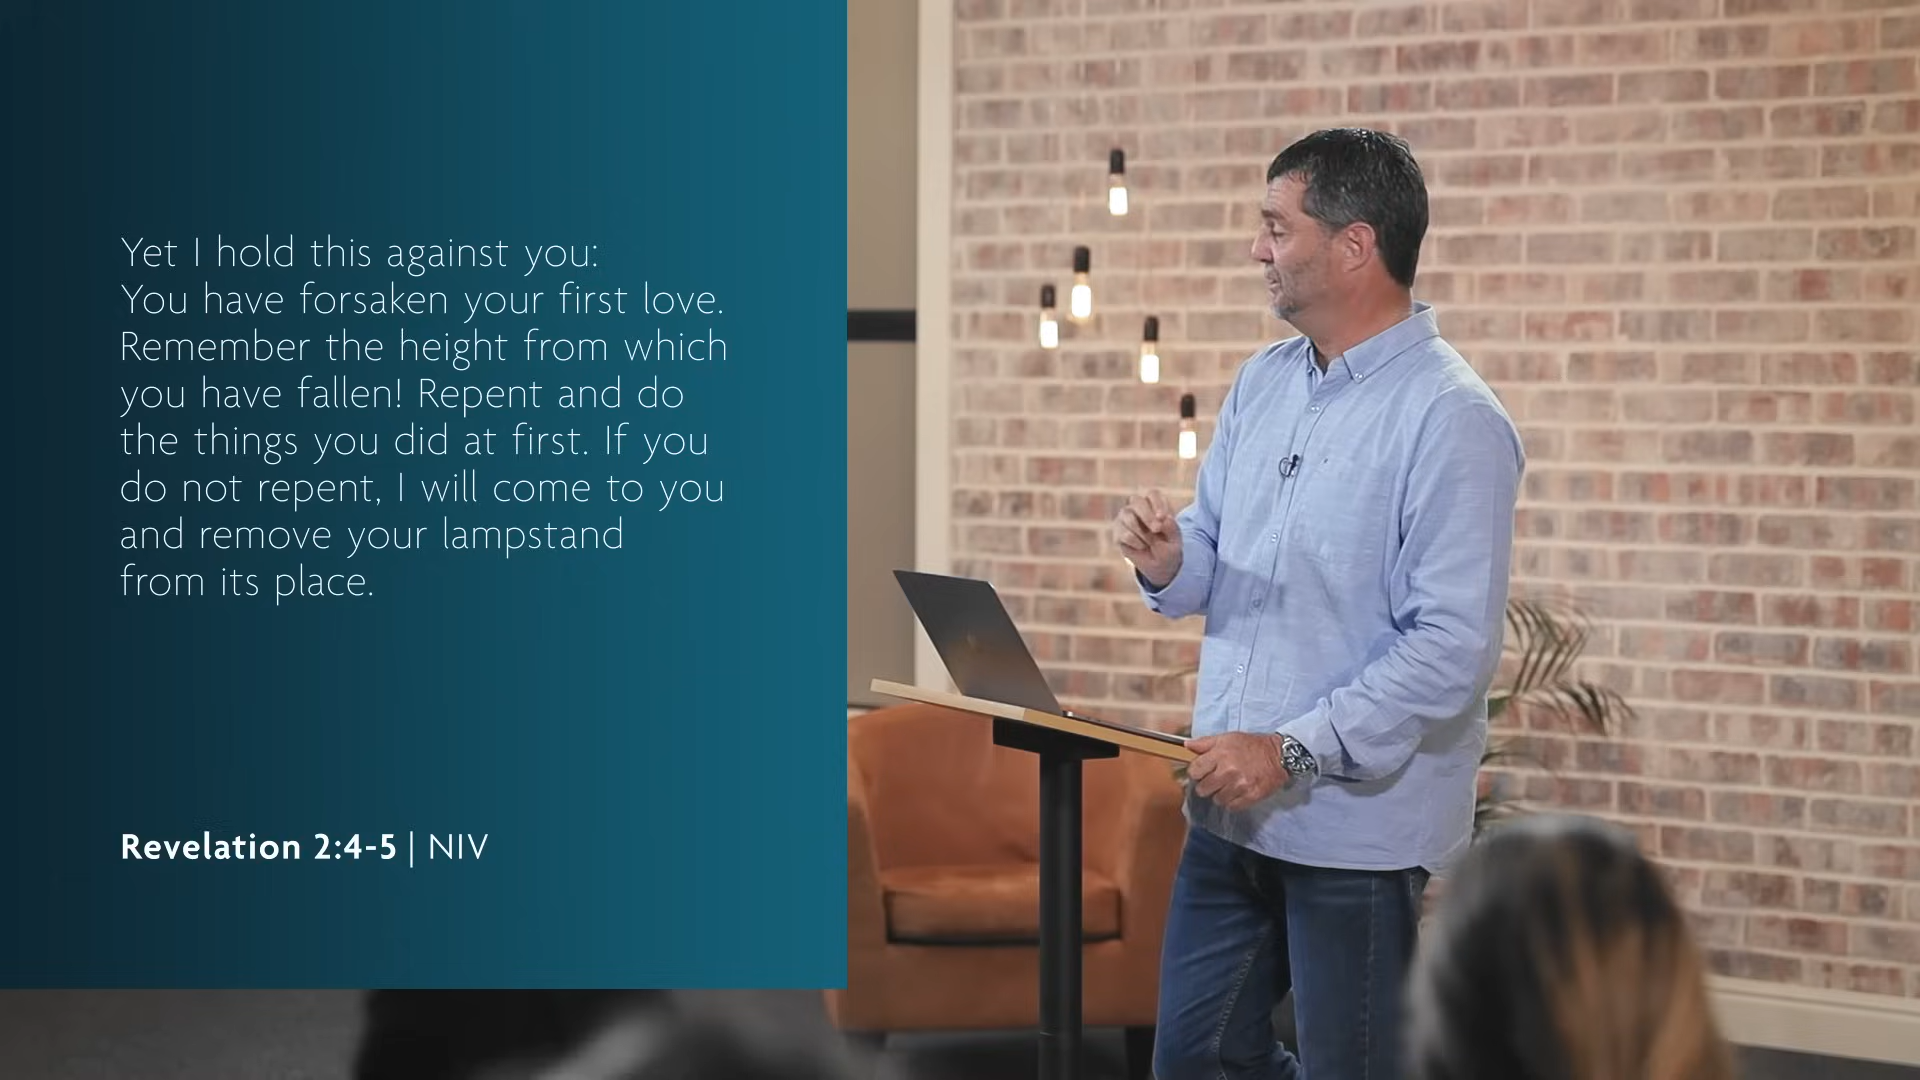 Yet I hold this against you:
You have forsaken your first love.
Remember the height from which
you have fallen! Repent and do
the things you did at first. If you
do not repent, I will come to you
and remove your lampstand
from its place.
Revelation 2:4-5 | NIV